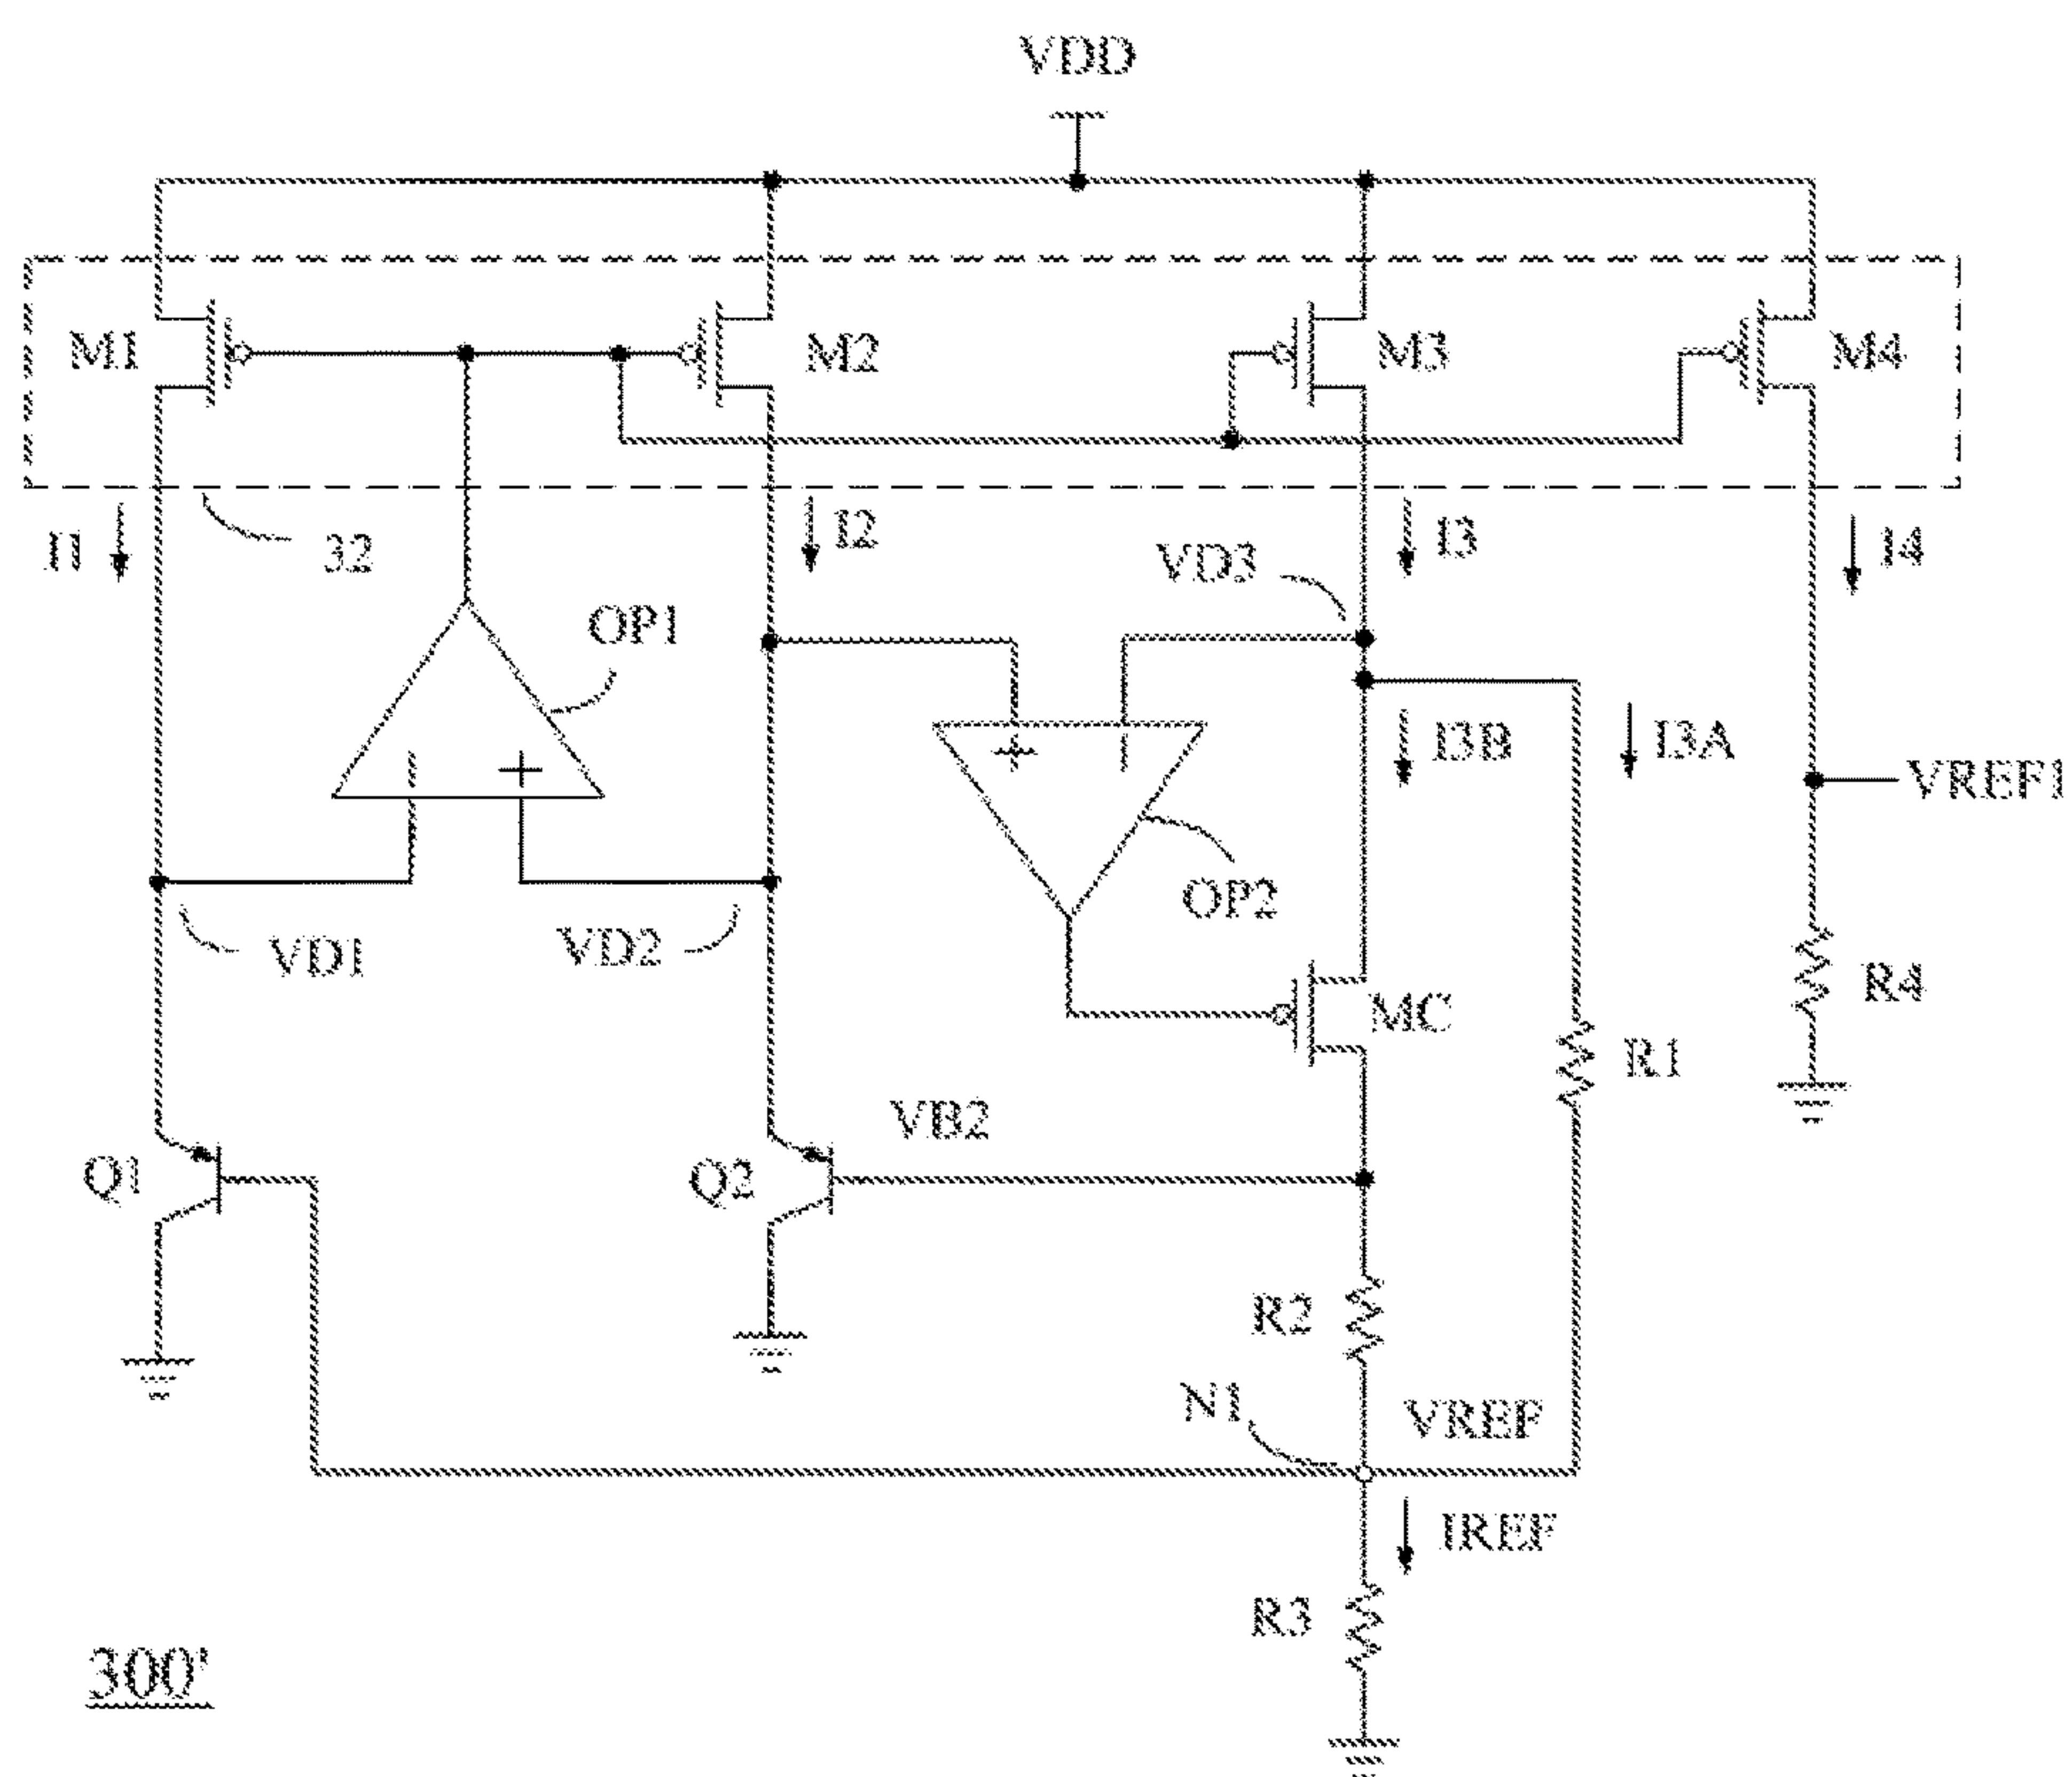 VDD
M1
M2
M3
M4
I1
32
I2
VD3
I3
I4
OP1
I3B
I3A
VREF1
OP2
VD1
VD2
MC
R1
R4
Q1
Q2
VB2
R2
N1
VREF
IREF
R3
300'
+
+